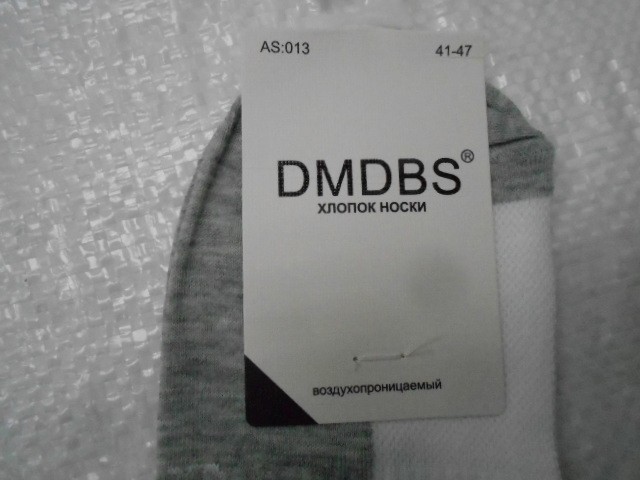 AS:013 41-47
DMDBS®
ХЛОПОК НОСКИ
воздухопроницаемый